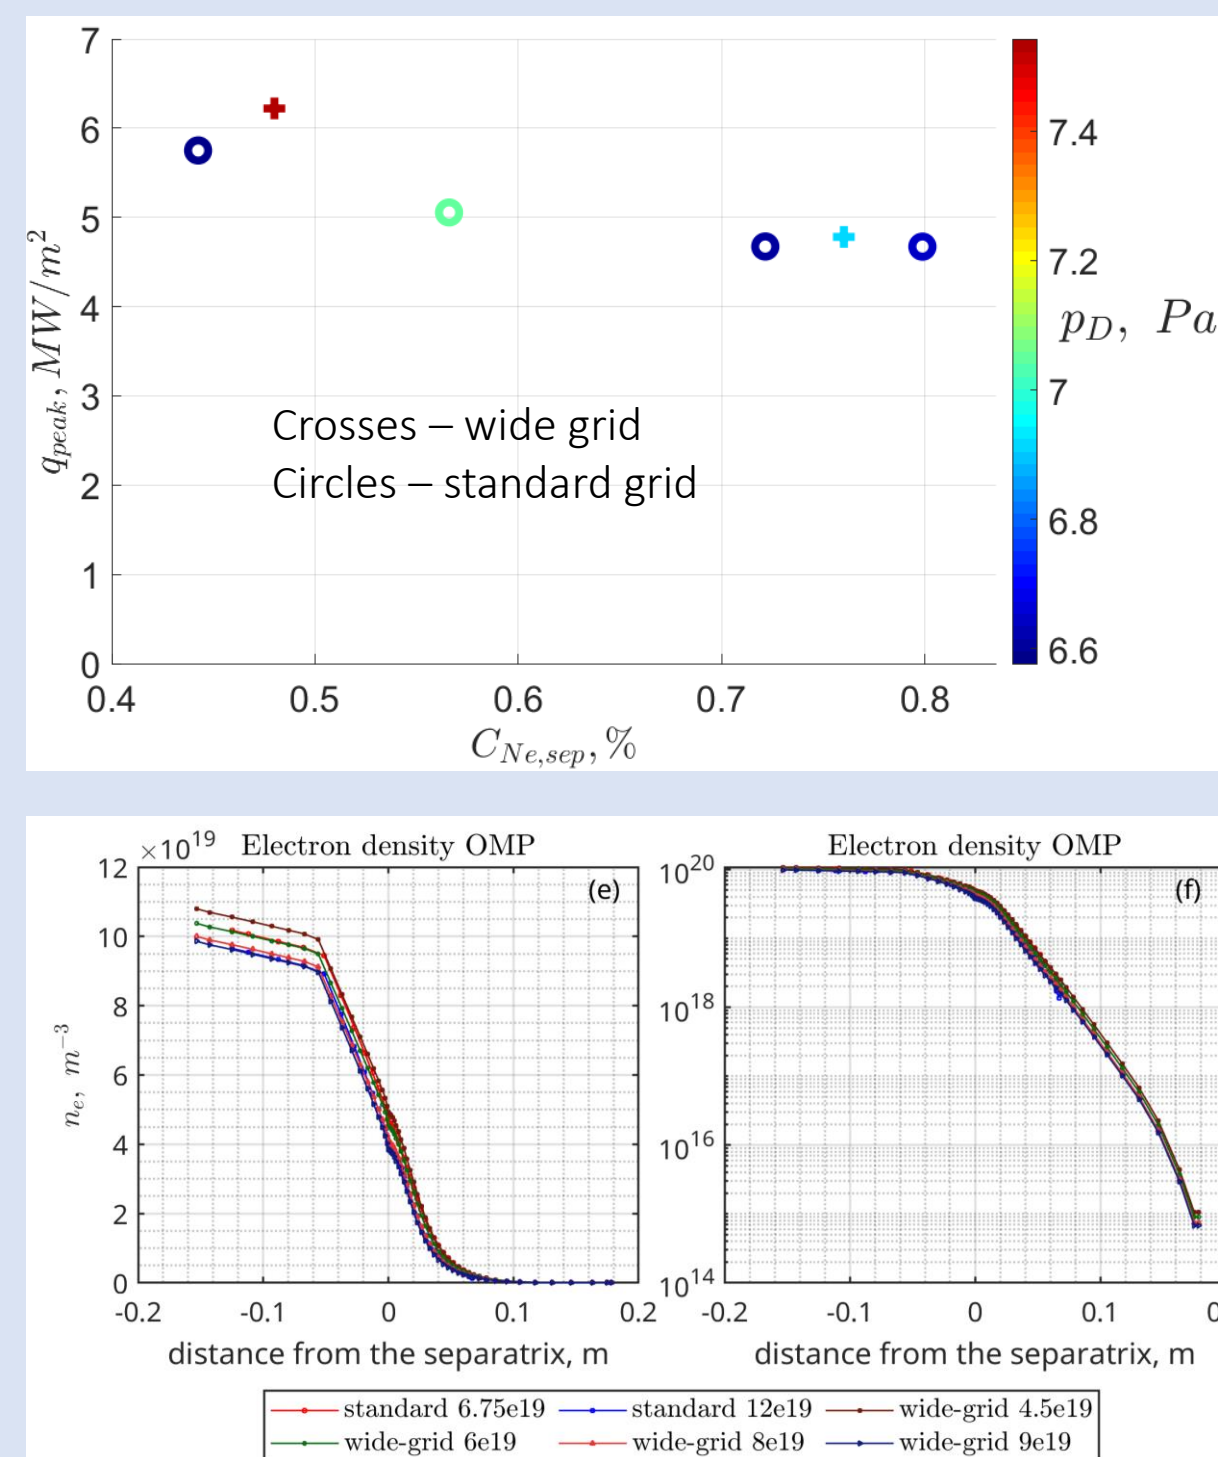 7
6
5
4
3
2
1
0
q_{peak}, MW/m^2
Crosses – wide grid
Circles – standard grid
0.4 0.5 0.6 0.7 0.8
C_{Ne,sep}, %
7.4
7.2
7
6.8
6.6
p_D, Pa
×10^{19} Electron density OMP
(e)
12
10
8
6
4
2
0
n_e, m^{-3}
-0.2 -0.1 0 0.1 0.2
distance from the separatrix, m
Electron density OMP
(f)
10^{20}
10^{18}
10^{16}
10^{14}
-0.2 -0.1 0 0.1
distance from the separatrix, m
standard 6.75e19 standard 12e19 wide-grid 4.5e19
wide-grid 6e19 wide-grid 8e19 wide-grid 9e19